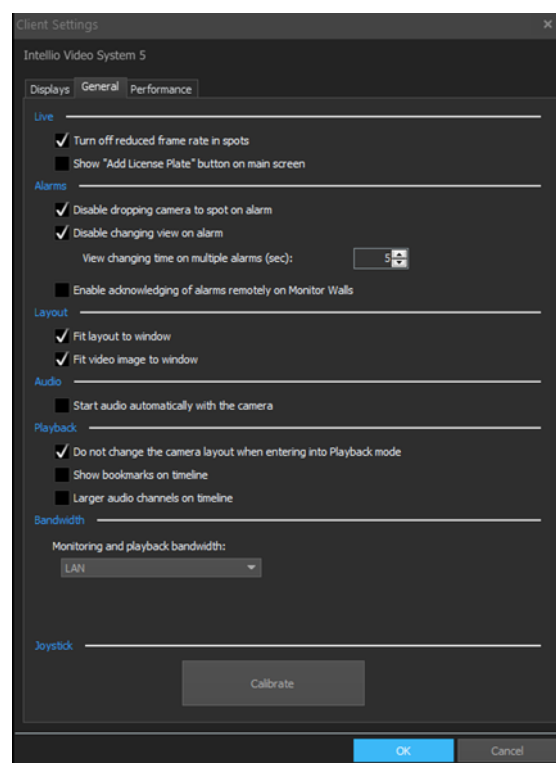 Client Settings
Intellio Video System 5
Displays General Performance
Live
Turn off reduced frame rate in spots
Show "Add License Plate" button on main screen
Alarms
Disable dropping camera to spot on alarm
Disable changing view on alarm
View changing time on multiple alarms (sec): 5
Enable acknowledging of alarms remotely on Monitor Walls
Layout
Fit layout to window
Fit video image to window
Audio
Start audio automatically with the camera
Playback
Do not change the camera layout when entering into Playback mode
Show bookmarks on timeline
Larger audio channels on timeline
Bandwidth
Monitoring and playback bandwidth:
LAN
Joystick
Calibrate
OK Cancel